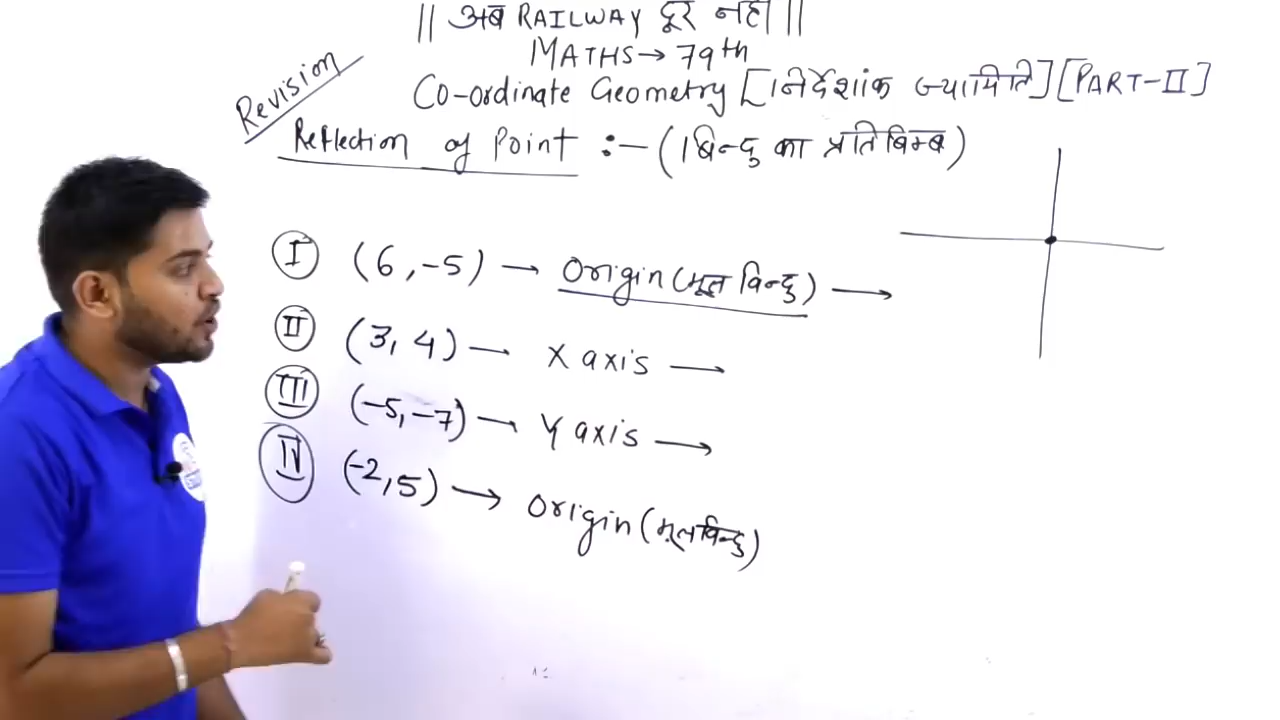 || अब RAILWAY दूर नहीं ||
MATHS→ 79th
Revision
Co-ordinate Geometry [निर्देशांक ज्यामिति] [PART-II]
Reflection of Point :- (बिन्दु का प्रतिबिम्ब)
I (6, -5) → Origin (मूल बिन्दु) →
II (3, 4) — X axis →
III (-5, -7) → Y axis →
IV (-2, 5) → Origin (मूल बिन्दु)